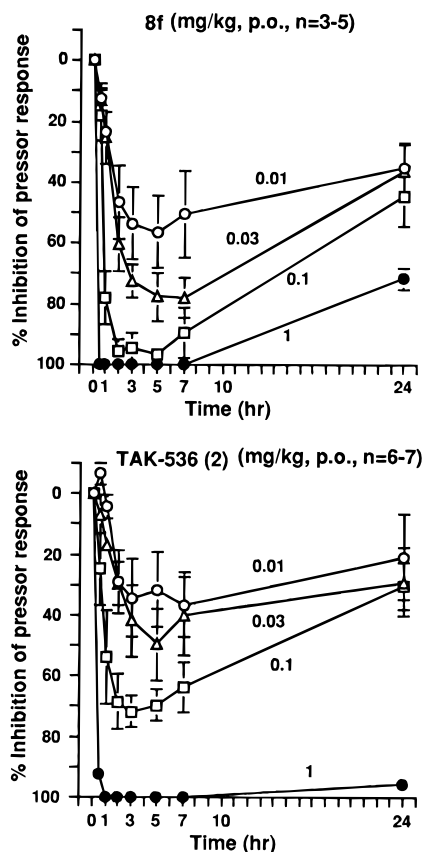 8f (mg/kg, p.o., n=3-5)
% Inhibition of pressor response
0
20
40
60
80
100
0.01
0.03
0.1
1
0 1 3 5 7 10 24
Time (hr)
TAK-536 (2) (mg/kg, p.o., n=6-7)
% Inhibition of pressor response
0
20
40
60
80
100
0.01
0.03
0.1
1
0 1 3 5 7 10 24
Time (hr)